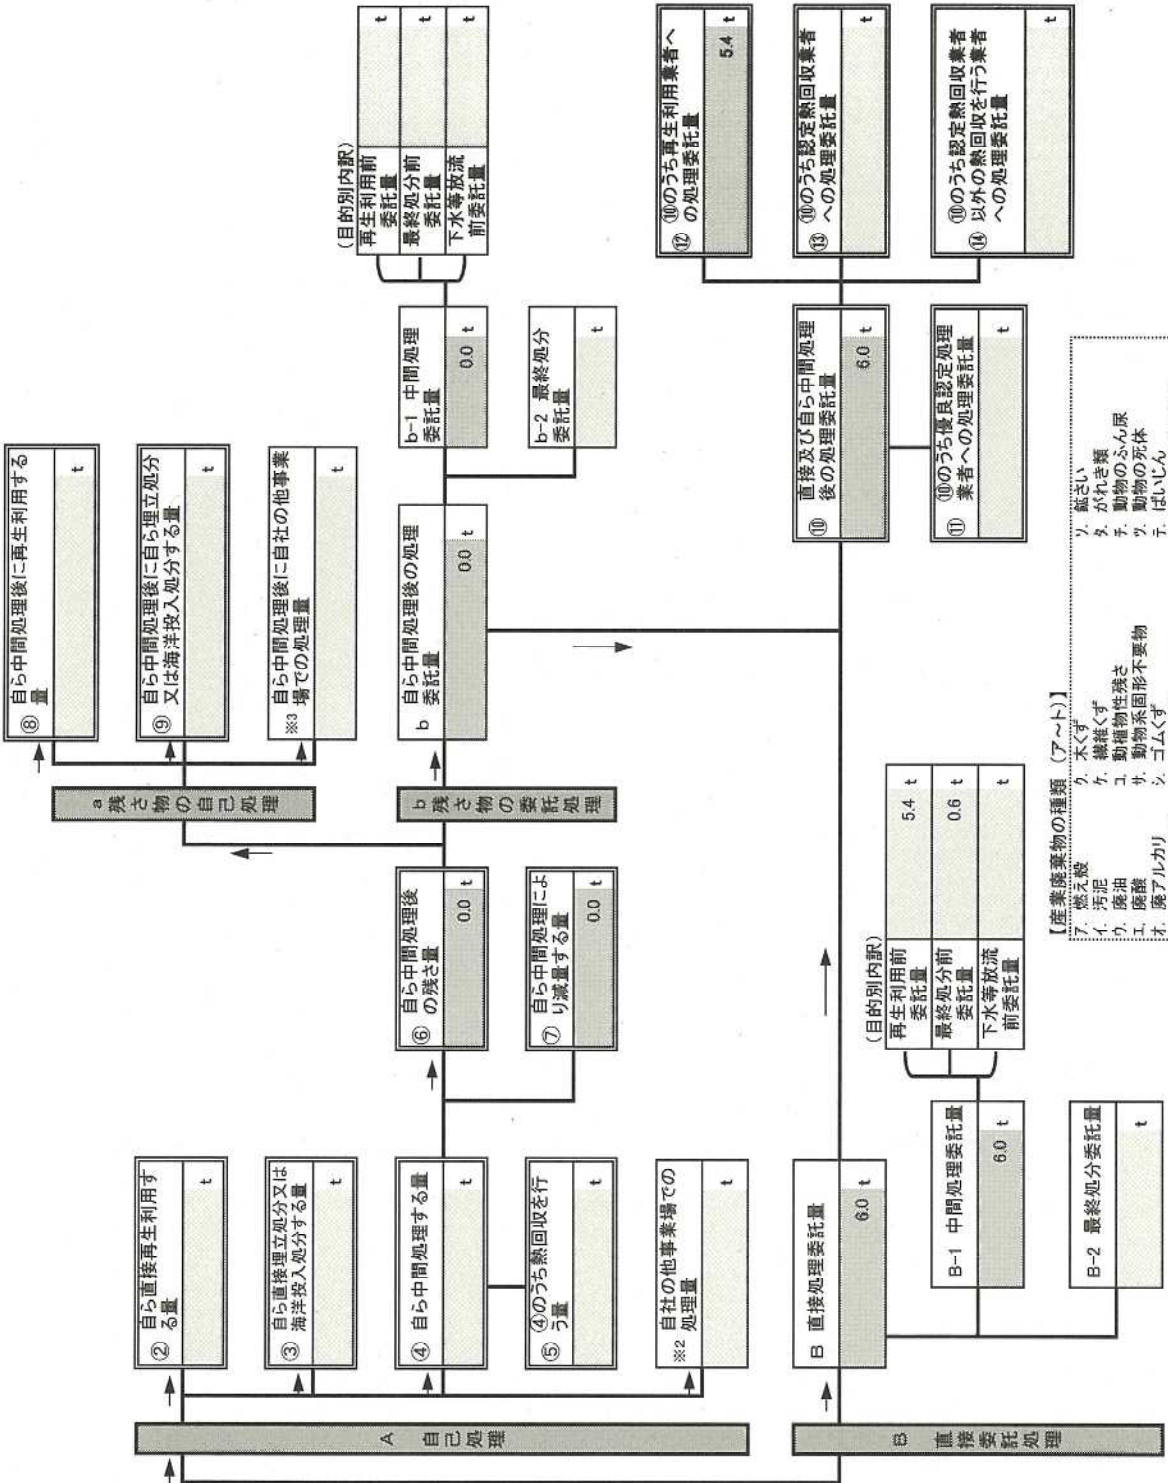 A 自己処理
② 自ら直接再生利用す
る量
t
③ 自ら直接埋立処分又は
海洋投入処分する量
t
④ 自ら中間処理する量
t
⑤ ④のうち熱回収を行
う量
t
※2 自社の他事業場での
処理量
t
⑥ 自ら中間処理後
の残さ量
0.0 t
⑦ 自ら中間処理によ
り減量する量
0.0 t
a 残さ物の自己処理
⑧ 自ら中間処理後に再生利用する
量
t
⑨ 自ら中間処理後に自ら埋立処分
又は海洋投入処分する量
t
※3 自ら中間処理後に自社の他事業
場での処理量
t
b 残さ物の委託処理
b 自ら中間処理後の処理
委託量
0.0 t
b-1 中間処理
委託量
0.0 t
b-2 最終処分
委託量
t
(目的別内訳)
再生利用前
委託量
t
最終処分前
委託量
t
下水等放流
前委託量
t
B 直接委託処理
B 直接処理委託量
6.0 t
B-1 中間処理委託量
6.0 t
B-2 最終処分委託量
t
(目的別内訳)
再生利用前
委託量
5.4 t
最終処分前
委託量
0.6 t
下水等放流
前委託量
t
⑩ 直接及び自ら中間処理
後の処理委託量
6.0 t
⑪ ⑩のうち優良認定処理
業者への処理委託量
t
⑫ ⑩のうち再生利用業者へ
の処理委託量
5.4 t
⑬ ⑩のうち認定熱回収業者
への処理委託量
t
⑭ ⑩のうち認定熱回収業者
以外の熱回収を行う業者
への処理委託量
t
【産業廃棄物の種類 (ア~ト)】
ア. 燃え殻 ク. 木くず ソ. 鉱さい
イ. 汚泥 ケ. 繊維くず タ. がれき類
ウ. 廃油 コ. 動植物性残さ チ. 動物のふん尿
エ. 廃酸 サ. 動物系固形不要物 ツ. 動物の死体
オ. 廃アルカリ シ. ゴムくず テ. ばいじん